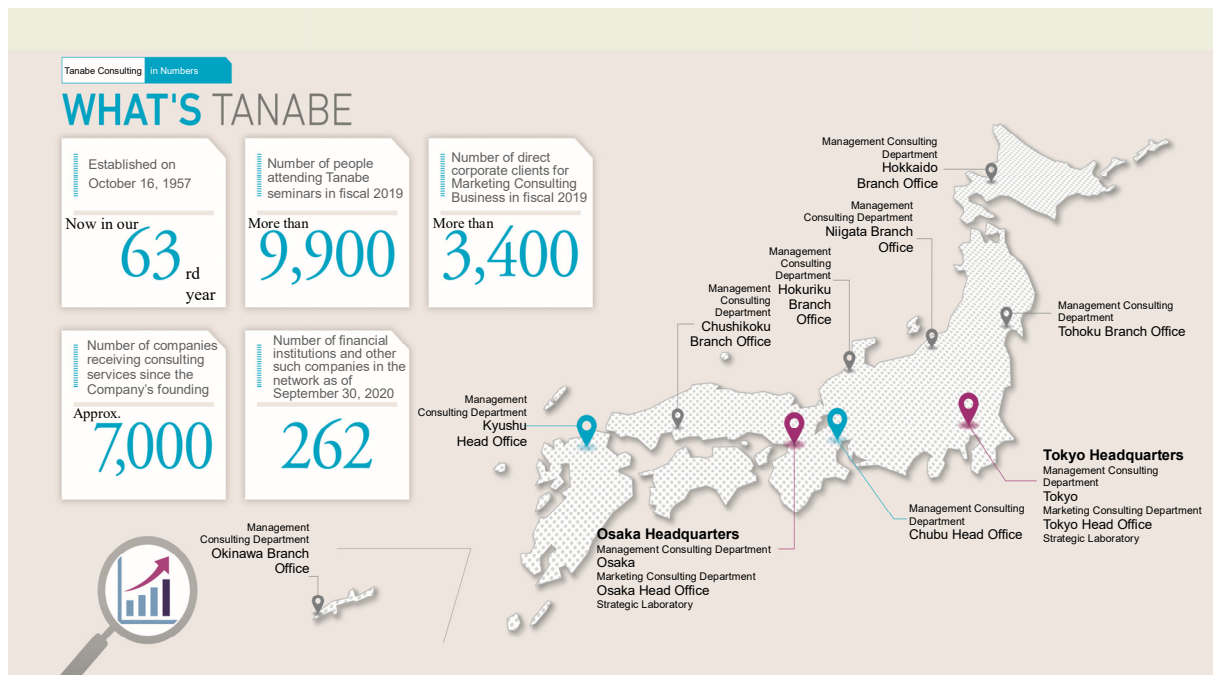 Tanabe Consulting in Numbers
WHAT'S TANABE
Established on
October 16, 1957
Now in our
63 rd
year
Number of people
attending Tanabe
seminars in fiscal 2019
More than
9,900
Number of direct
corporate clients for
Marketing Consulting
Business in fiscal 2019
More than
3,400
Number of companies
receiving consulting
services since the
Company's founding
Approx.
7,000
Number of financial
institutions and other
such companies in the
network as of
September 30, 2020
262
Management Consulting
Department
Hokkaido
Branch Office
Management
Consulting Department
Niigata Branch
Office
Management
Consulting
Department
Hokuriku
Branch
Office
Management
Consulting
Department
Chushikoku
Branch Office
Management Consulting
Department
Tohoku Branch Office
Management
Consulting Department
Kyushu
Head Office
Tokyo Headquarters
Management Consulting
Department
Tokyo
Marketing Consulting Department
Tokyo Head Office
Strategic Laboratory
Management Consulting
Department
Chubu Head Office
Osaka Headquarters
Management Consulting Department
Osaka
Marketing Consulting Department
Osaka Head Office
Strategic Laboratory
Management
Consulting Department
Okinawa Branch
Office